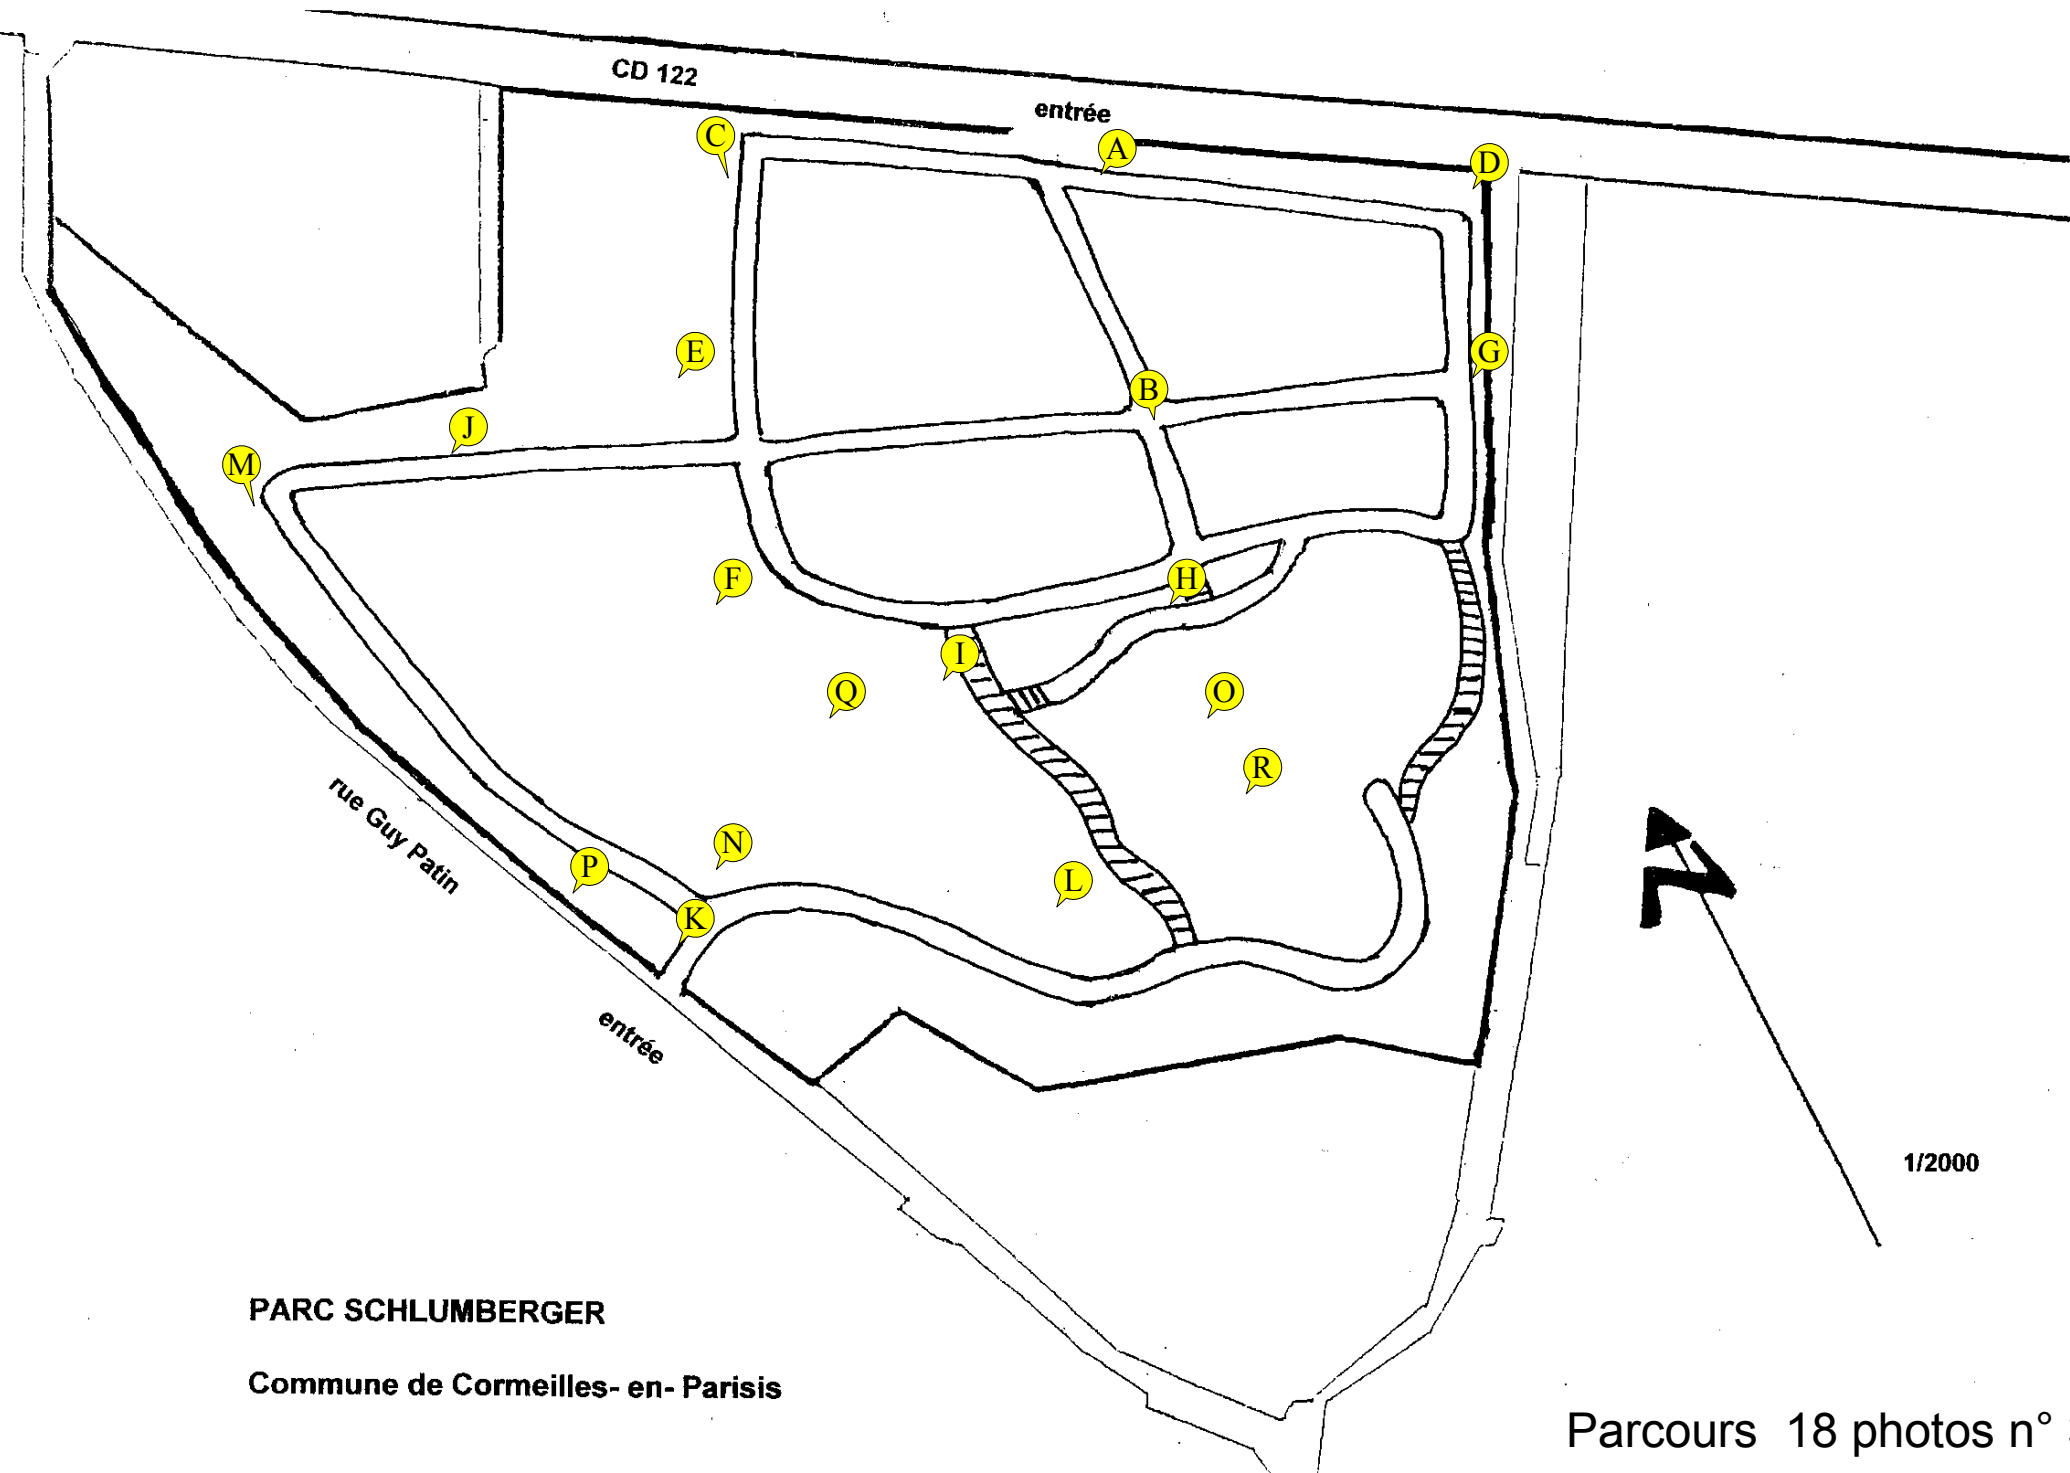 CD 122
entrée
C
A
D
E
G
B
J
M
F
H
I
Q
O
R
N
P
L
K
rue Guy Patin
entrée
N
1/2000
PARC SCHLUMBERGER
Commune de Cormeilles- en- Parisis
Parcours 18 photos n°